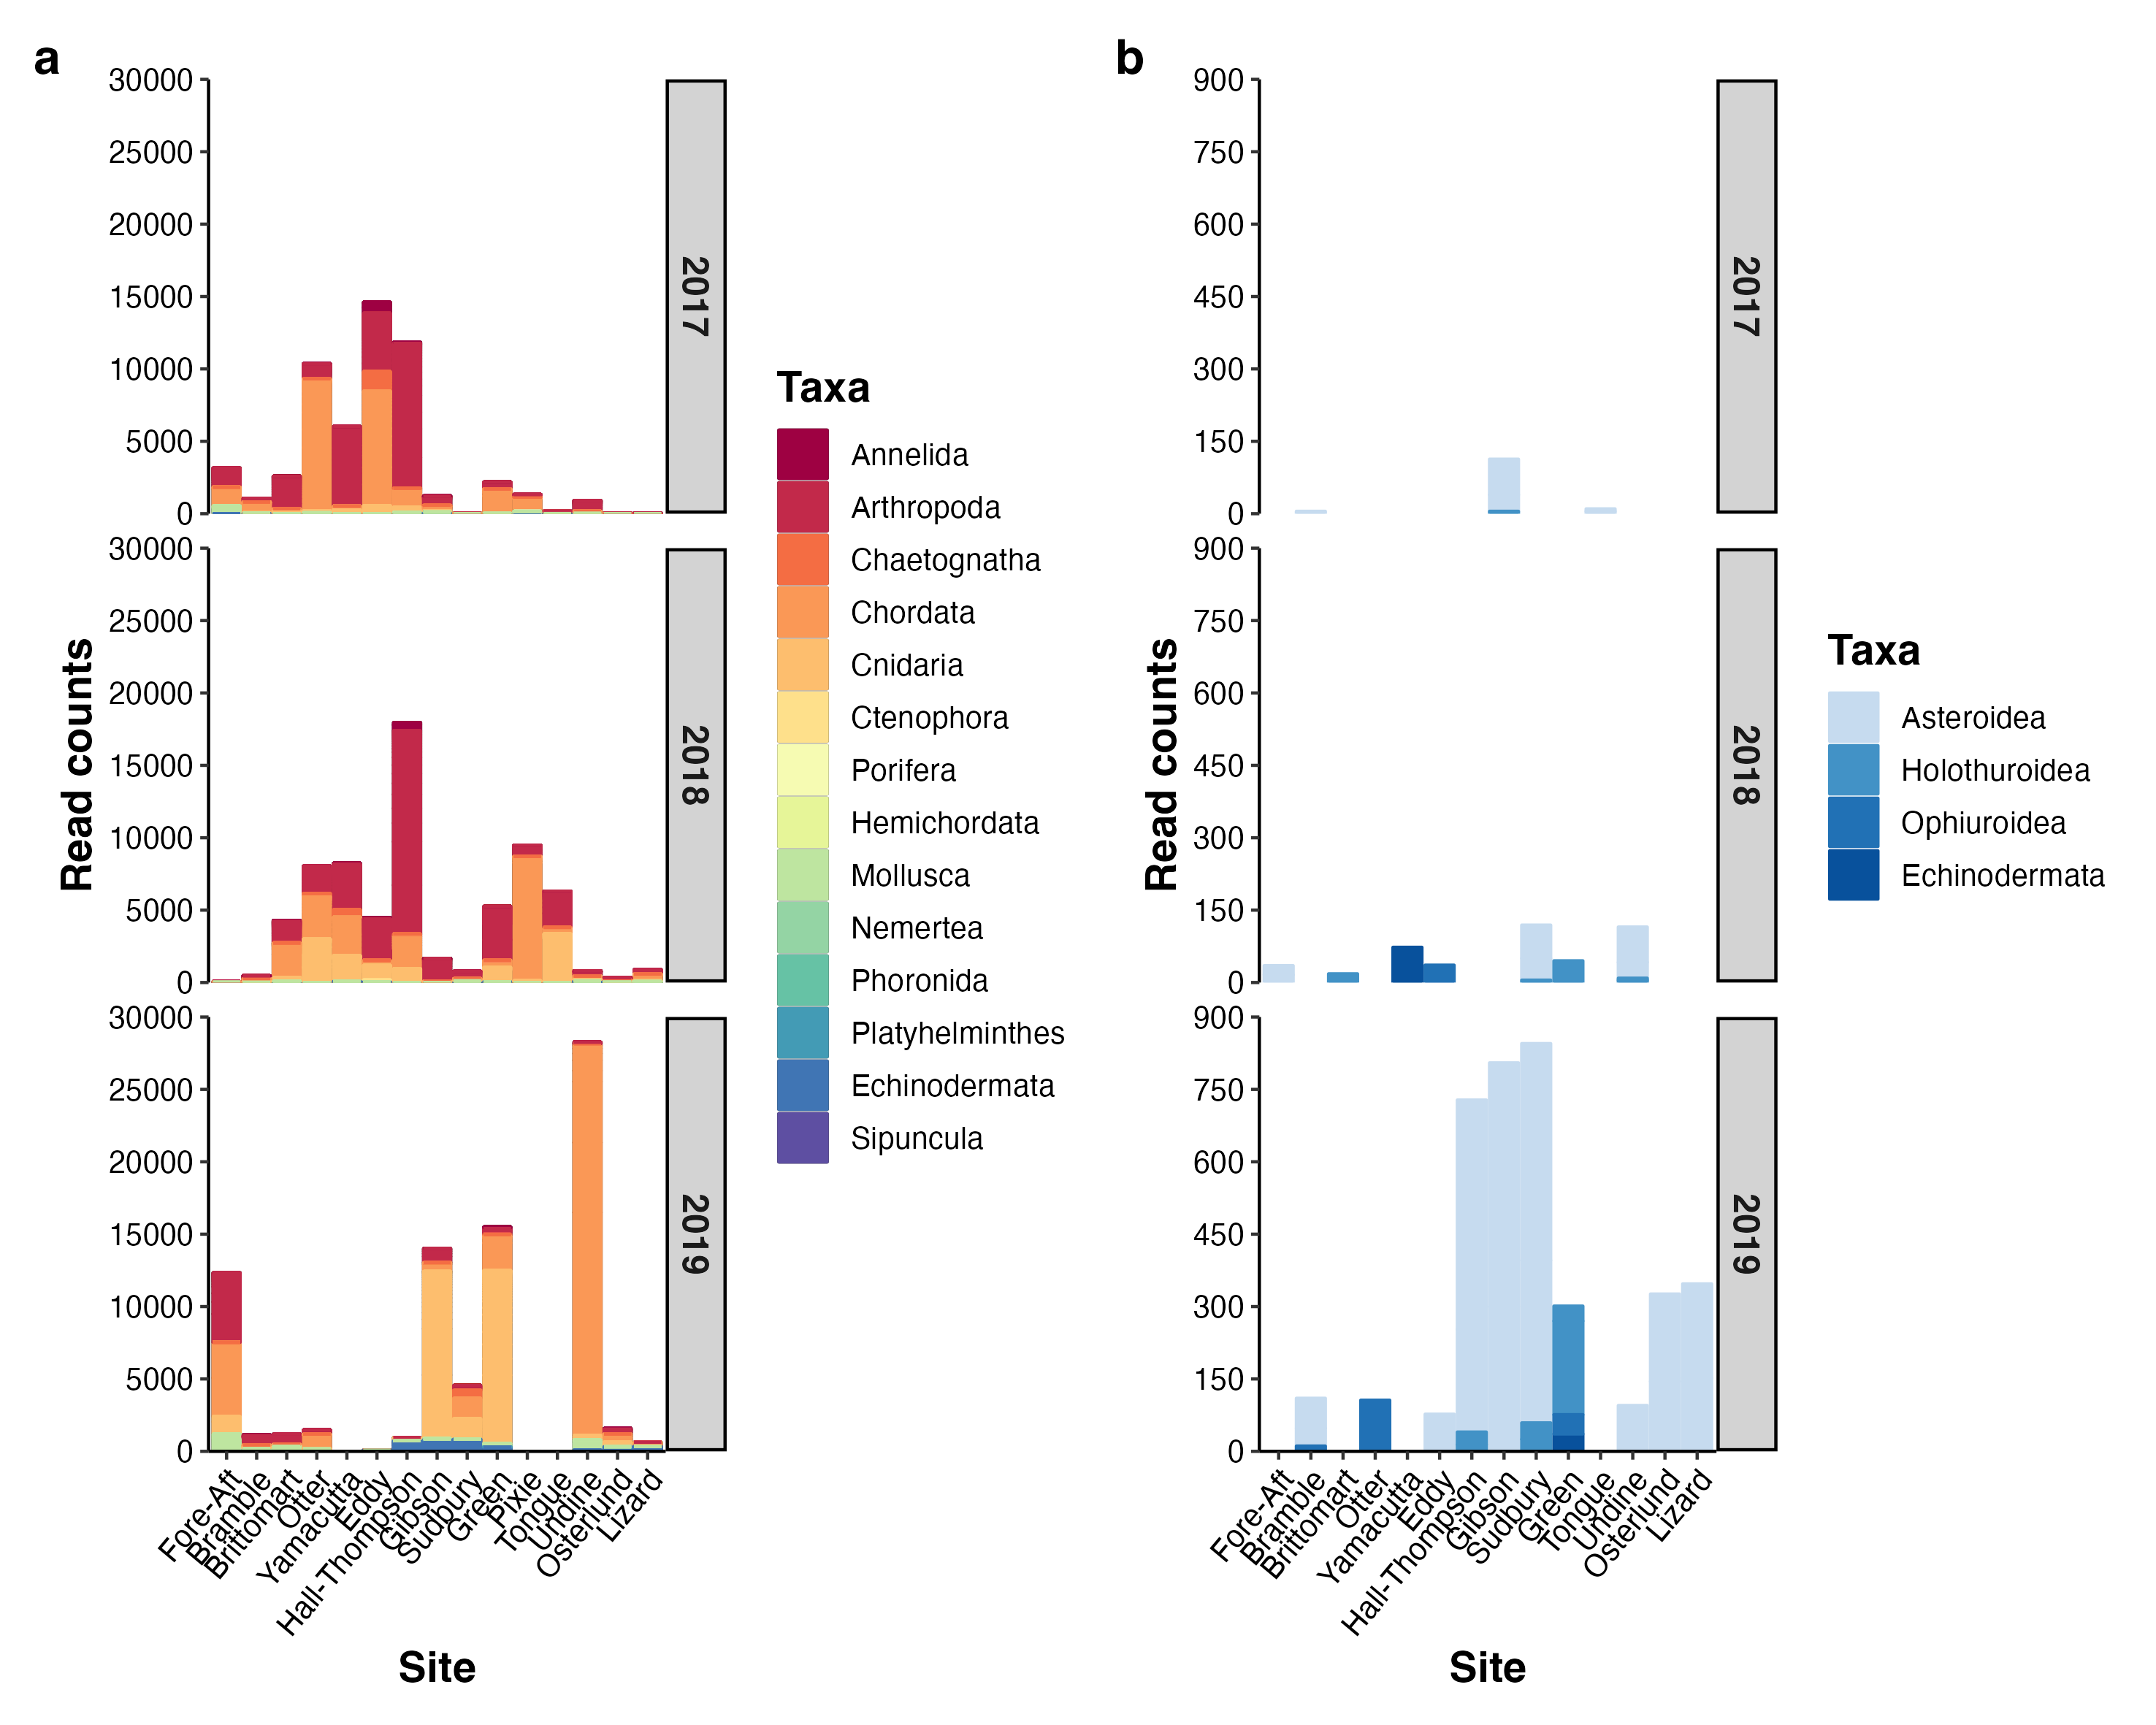 a
Read counts
30000
25000
20000
15000
10000
5000
0
2017
30000
25000
20000
15000
10000
5000
0
2018
30000
25000
20000
15000
10000
5000
0
2019
Fore-Aft
Bramble
Brittomart
Otter
Yamacutta
Eddy
Hall-Thompson
Gibson
Sudbury
Green
Pixie
Tongue
Undine
Osterlund
Lizard
Site
Taxa
Annelida
Arthropoda
Chaetognatha
Chordata
Cnidaria
Ctenophora
Porifera
Hemichordata
Mollusca
Nemertea
Phoronida
Platyhelminthes
Echinodermata
Sipuncula
b
Read counts
900
750
600
450
300
150
0
2017
900
750
600
450
300
150
0
2018
900
750
600
450
300
150
0
2019
Fore-Aft
Bramble
Brittomart
Otter
Yamacutta
Eddy
Hall-Thompson
Gibson
Sudbury
Green
Tongue
Undine
Osterlund
Lizard
Site
Taxa
Asteroidea
Holothuroidea
Ophiuroidea
Echinodermata